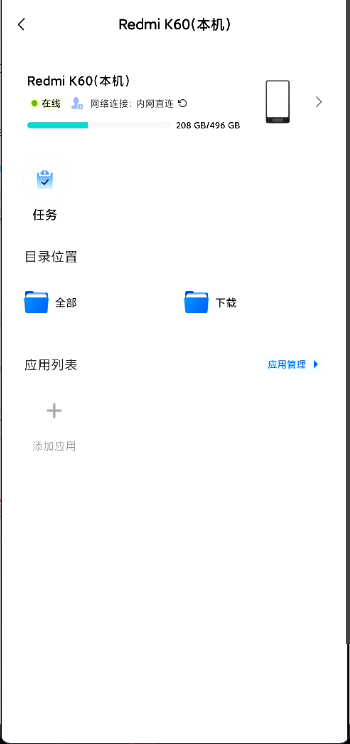 Redmi K60(本机)
Redmi K60(本机)
在线 网络连接：内网直连
208 GB/496 GB
任务
目录位置
全部 下载
应用列表 应用管理
添加应用